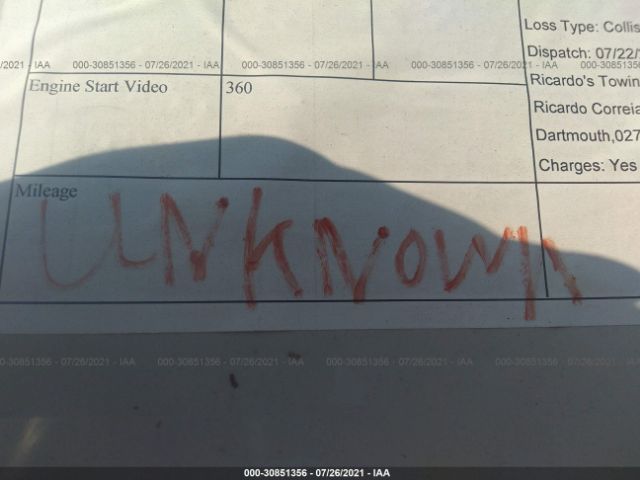 Loss Type: Collis
/2021 - IAA 000-30851356 - 07/26/2021 - IAA 000-30851356 - 07/26/2021 - IAA 000-30851356 - 07/26/2021 - IAA 000-3085135
Dispatch: 07/22/
Engine Start Video
360
Ricardo's Towin
Ricardo Correia
Dartmouth,027
Charges: Yes
Mileage
UNKNOWN
0-30851356 - 07/26/2021 - IAA 000-30851356 - 07/26/2021 - IAA 000-30851356 - 07/26/2021 - IAA 000-30851356 - 07/26/2021 - IAA
000-30851356 - 07/26/2021 - IAA